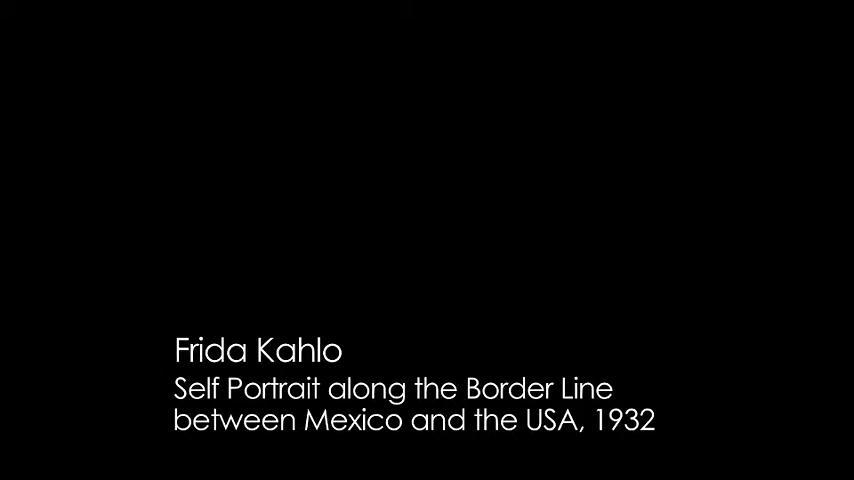 Frida Kahlo
Self Portrait along the Border Line
between Mexico and the USA, 1932